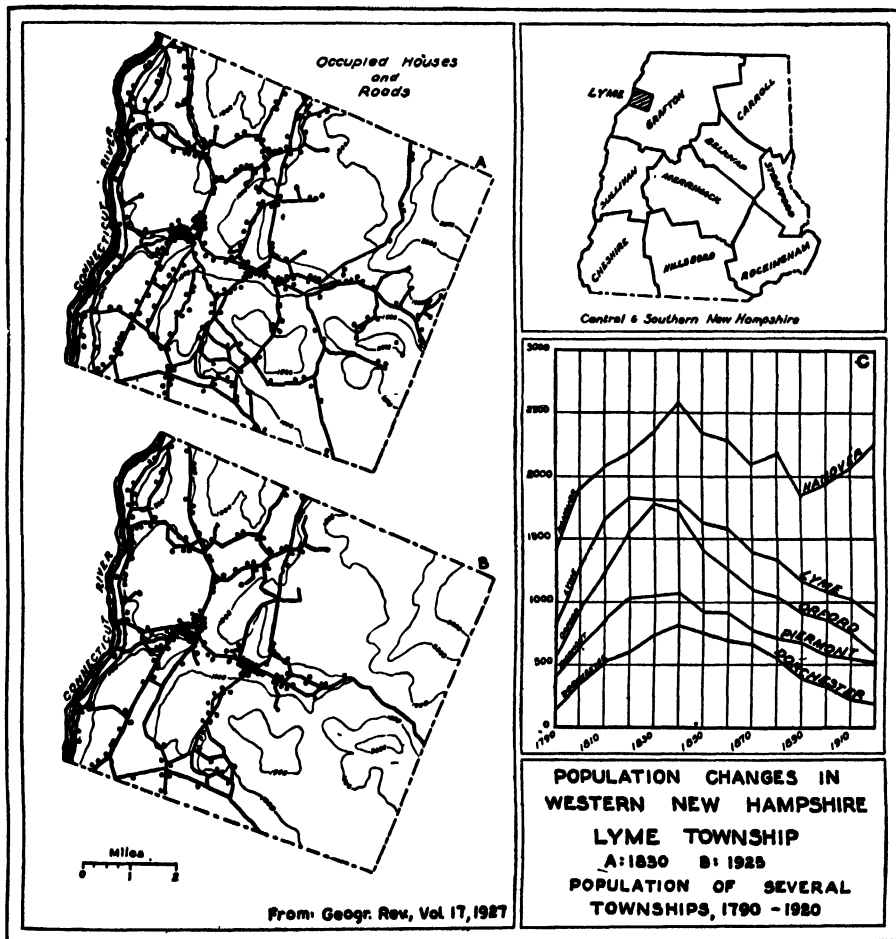 Occupied Houses
and
Roads
A
CONNECTICUT RIVER
B
CONNECTICUT RIVER
Miles
0 1 2
From: Geogr. Rev., Vol 17, 1927
LYME
GRAFTON
CARROLL
BELKNAP
STRAFFORD
SULLIVAN
MERRIMACK
CHESHIRE
HILLSBORO
ROCKINGHAM
Central & Southern New Hampshire
C
3000
2500
2000
1500
1000
500
0
HANOVER
LYME
ORFORD
PIERMONT
DORCHESTER
1790 1810 1830 1850 1870 1890 1910
POPULATION CHANGES IN
WESTERN NEW HAMPSHIRE
LYME TOWNSHIP
A:1830 B: 1925
POPULATION OF SEVERAL
TOWNSHIPS, 1790 - 1920